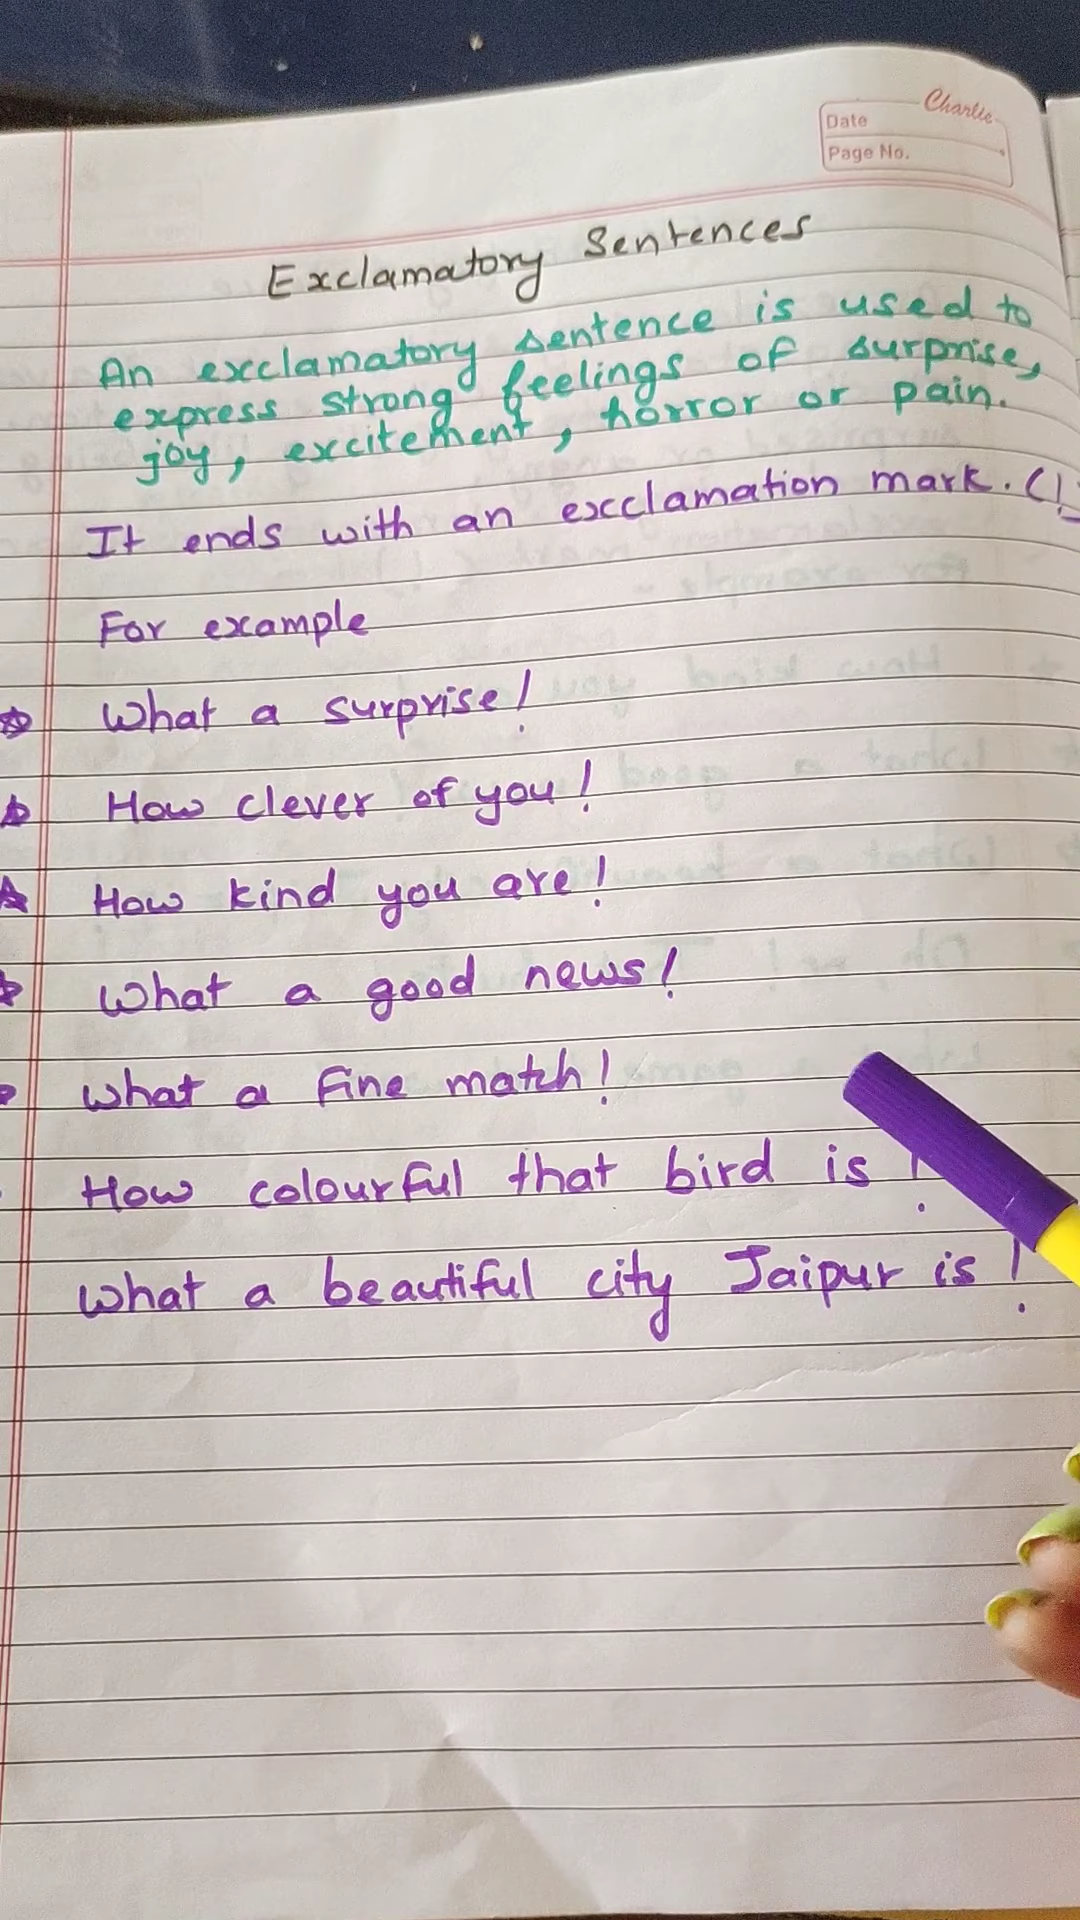 Charlie
Date
Page No.
Exclamatory Sentences
An exclamatory sentence is used to
express strong feelings of surprise,
joy, excitement, horror or pain.
It ends with an exclamation mark. (!)
For example
What a surprise!
How clever of you!
How kind you are!
What a good news!
What a fine match!
How colourful that bird is !
What a beautiful city Jaipur is !